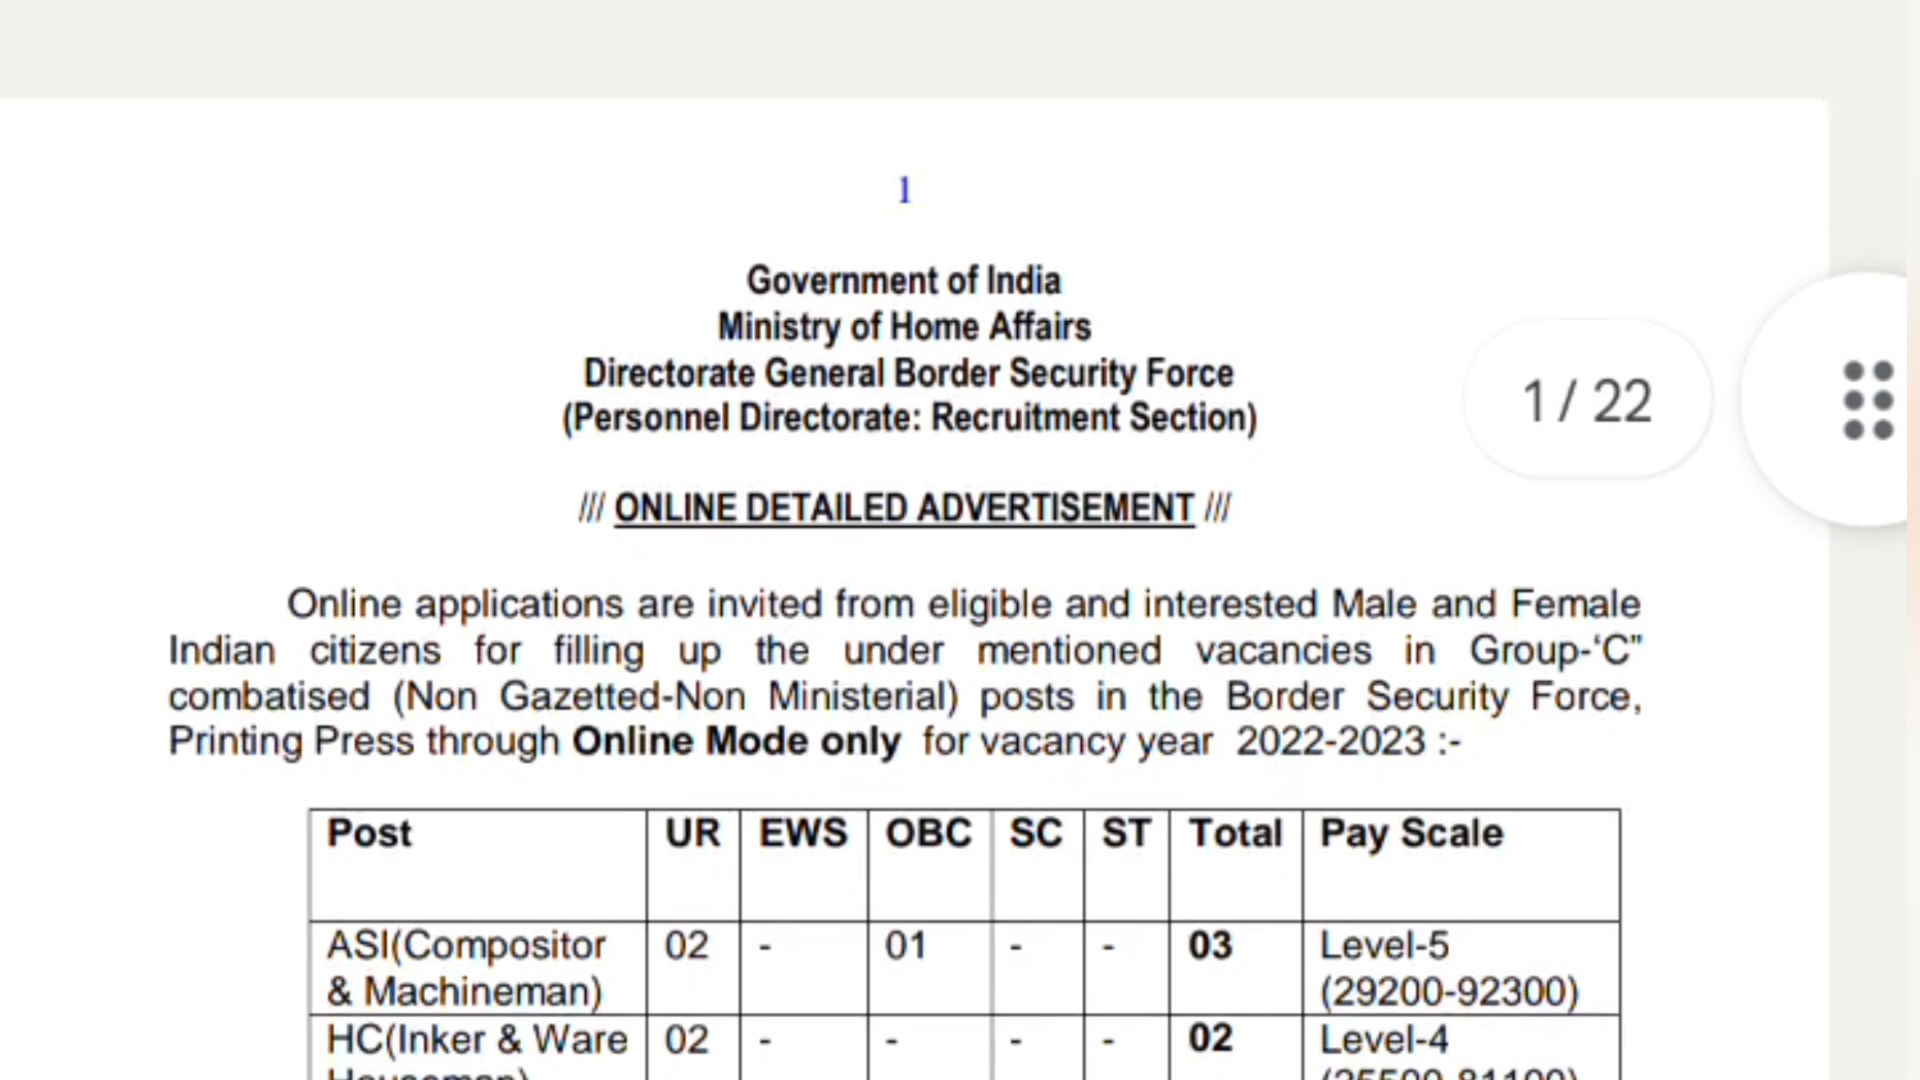 1
Government of India
Ministry of Home Affairs
Directorate General Border Security Force
(Personnel Directorate: Recruitment Section)
1 / 22
/// ONLINE DETAILED ADVERTISEMENT ///
Online applications are invited from eligible and interested Male and Female
Indian citizens for filling up the under mentioned vacancies in Group-‘C”
combatised (Non Gazetted-Non Ministerial) posts in the Border Security Force,
Printing Press through Online Mode only for vacancy year 2022-2023 :-
Post UR EWS OBC SC ST Total Pay Scale
ASI(Compositor 02 - 01 - - 03 Level-5
& Machineman) (29200-92300)
HC(Inker & Ware 02 - - - - 02 Level-4